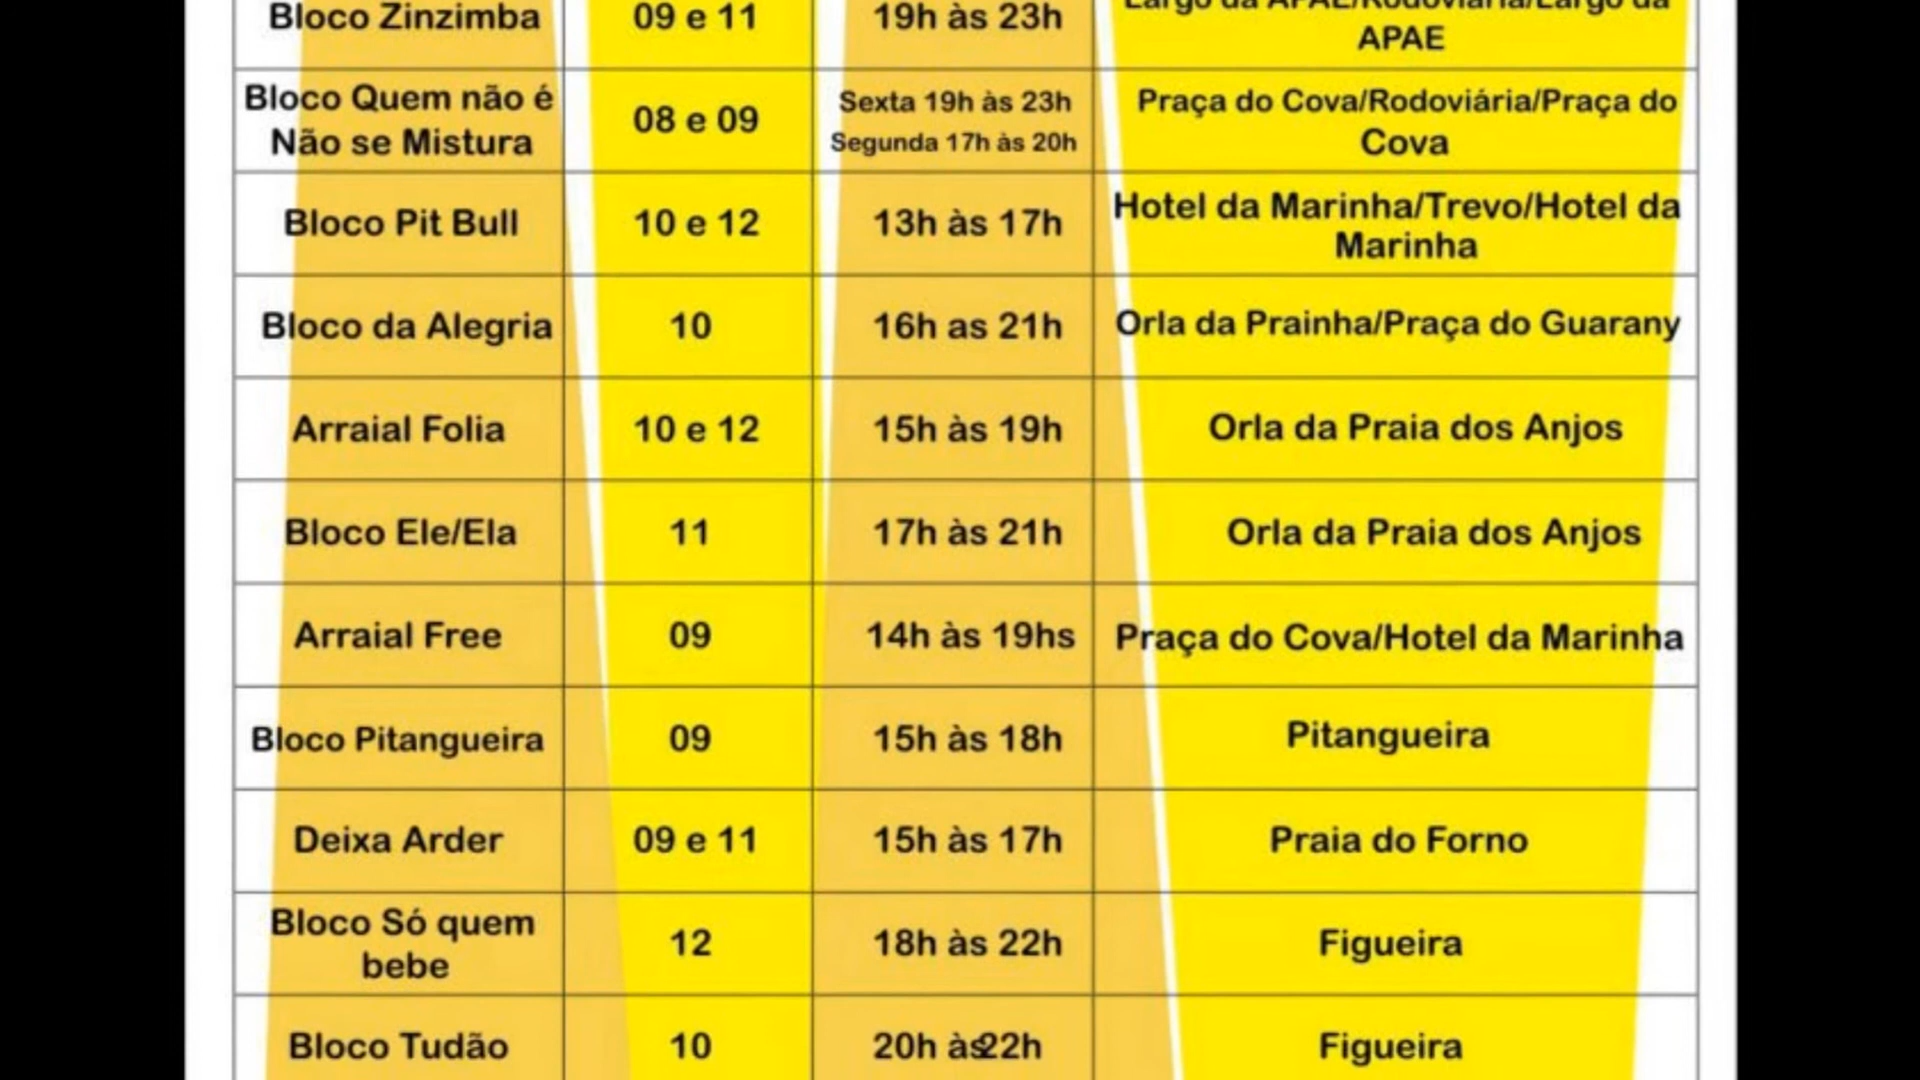 Bloco Zinzimba 09 e 11 19h às 23h Largo da APAE/Rodoviária/Largo da
APAE
Bloco Quem não é
Não se Mistura
08 e 09
Sexta 19h às 23h
Segunda 17h às 20h
Praça do Cova/Rodoviária/Praça do
Cova
Bloco Pit Bull 10 e 12 13h às 17h Hotel da Marinha/Trevo/Hotel da
Marinha
Bloco da Alegria 10 16h as 21h Orla da Prainha/Praça do Guarany
Arraial Folia 10 e 12 15h às 19h Orla da Praia dos Anjos
Bloco Ele/Ela 11 17h às 21h Orla da Praia dos Anjos
Arraial Free 09 14h às 19hs Praça do Cova/Hotel da Marinha
Bloco Pitangueira 09 15h às 18h Pitangueira
Deixa Arder 09 e 11 15h às 17h Praia do Forno
Bloco Só quem
bebe
12 18h às 22h Figueira
Bloco Tudão 10 20h às22h Figueira